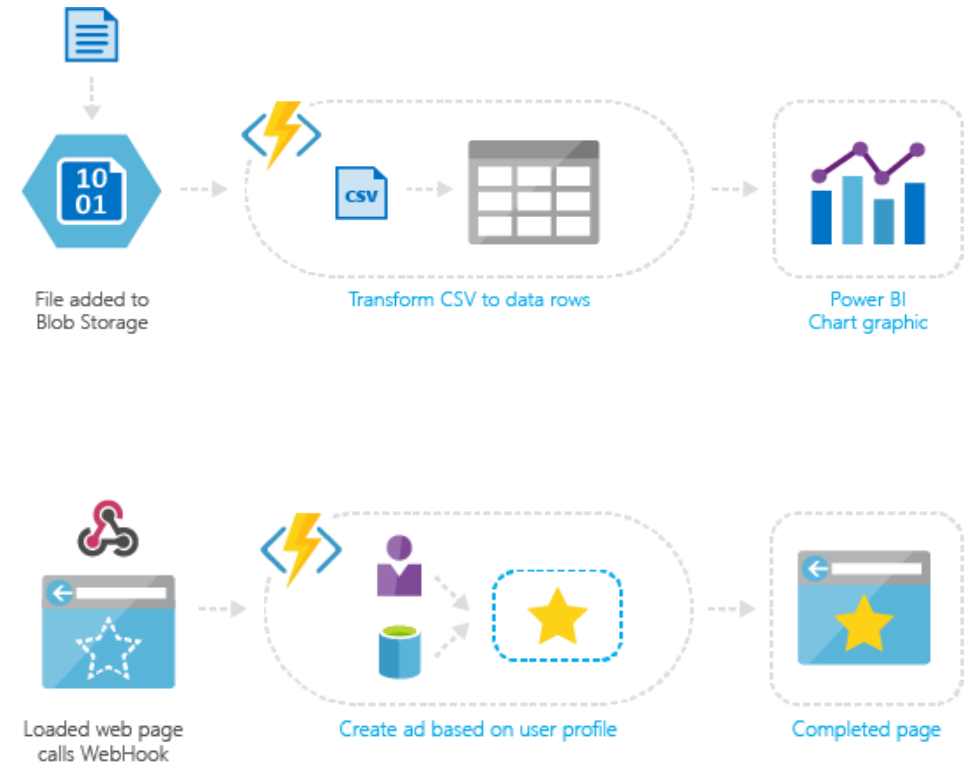 10
01
CSV
File added to
Blob Storage
Transform CSV to data rows
Power BI
Chart graphic
Loaded web page
calls WebHook
Create ad based on user profile
Completed page